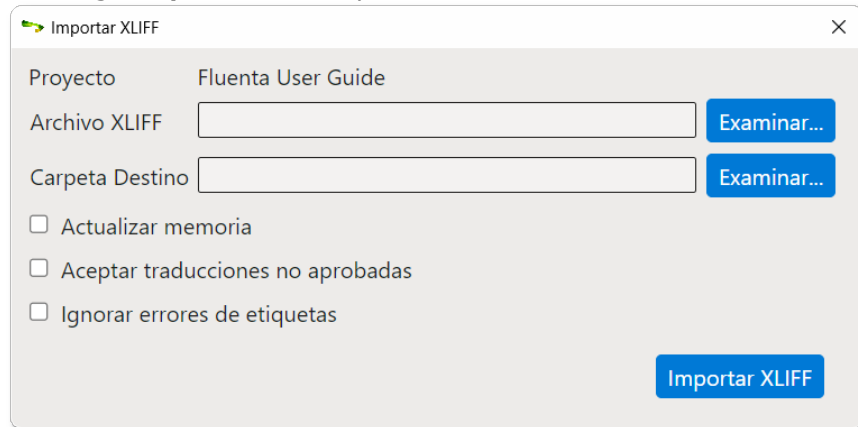 Importar XLIFF
Proyecto Fluenta User Guide
Archivo XLIFF Examinar...
Carpeta Destino Examinar...
Actualizar memoria
Aceptar traducciones no aprobadas
Ignorar errores de etiquetas
Importar XLIFF